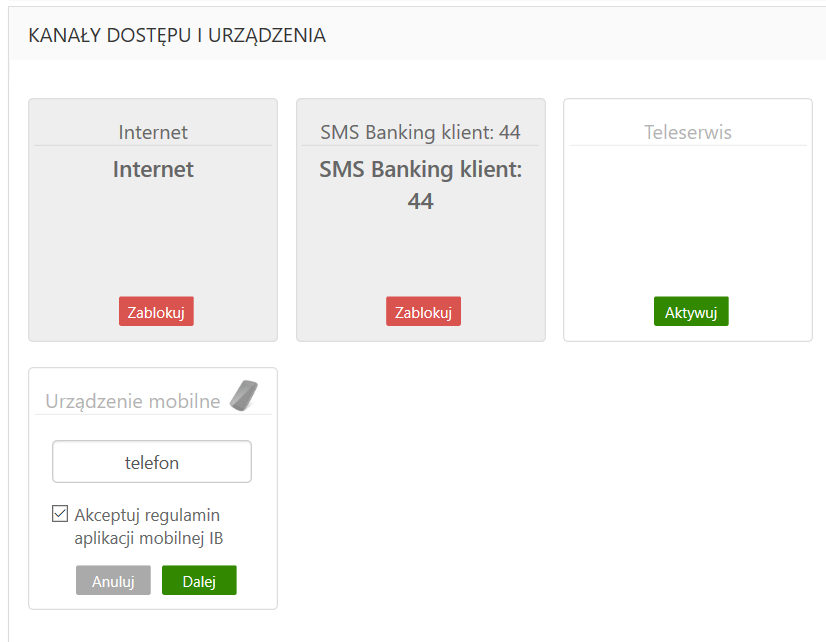 KANAŁY DOSTĘPU I URZĄDZENIA
Internet
Internet
Zablokuj
SMS Banking klient: 44
SMS Banking klient:
44
Zablokuj
Teleserwis
Aktywuj
Urządzenie mobilne
telefon
Akceptuj regulamin
aplikacji mobilnej IB
Anuluj
Dalej